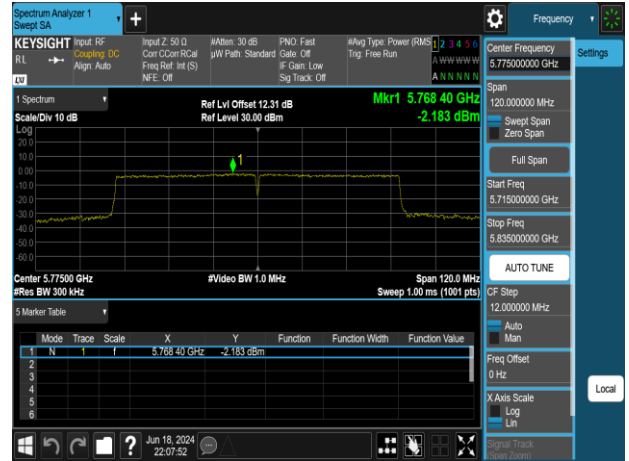 Spectrum Analyzer 1
Swept SA
+
Frequency
KEYSIGHT
RL
LXI
Input: RF
Coupling: DC
Align: Auto
Input Z: 50 Ω
Corr CCorr RCal
Freq Ref: Int (S)
NFE: Off
#Atten: 30 dB
µW Path: Standard
PNO: Fast
Gate: Off
IF Gain: Low
Sig Track: Off
#Avg Type: Power (RMS
Trig: Free Run
1 2 3 4 5 6
A W W W W W
A N N N N N
Center Frequency
5.775000000 GHz
Settings
Span
120.000000 MHz
Swept Span
Zero Span
Full Span
Start Freq
5.715000000 GHz
Stop Freq
5.835000000 GHz
AUTO TUNE
CF Step
12.000000 MHz
Auto
Man
Freq Offset
0 Hz
X Axis Scale
Log
Lin
Signal Track
(Span Zoom)
Local
1 Spectrum
Scale/Div 10 dB
Ref Lvl Offset 12.31 dB
Ref Level 30.00 dBm
Mkr1 5.768 40 GHz
-2.183 dBm
Log
20.0
10.0
0.00
-10.0
-20.0
-30.0
-40.0
-50.0
-60.0
1
Center 5.77500 GHz
#Res BW 300 kHz
#Video BW 1.0 MHz
Span 120.0 MHz
Sweep 1.00 ms (1001 pts)
5 Marker Table
Mode Trace Scale X Y Function Function Width Function Value
1 N 1 f 5.768 40 GHz -2.183 dBm
2
3
4
5
6
?
Jun 18, 2024
22:07:52